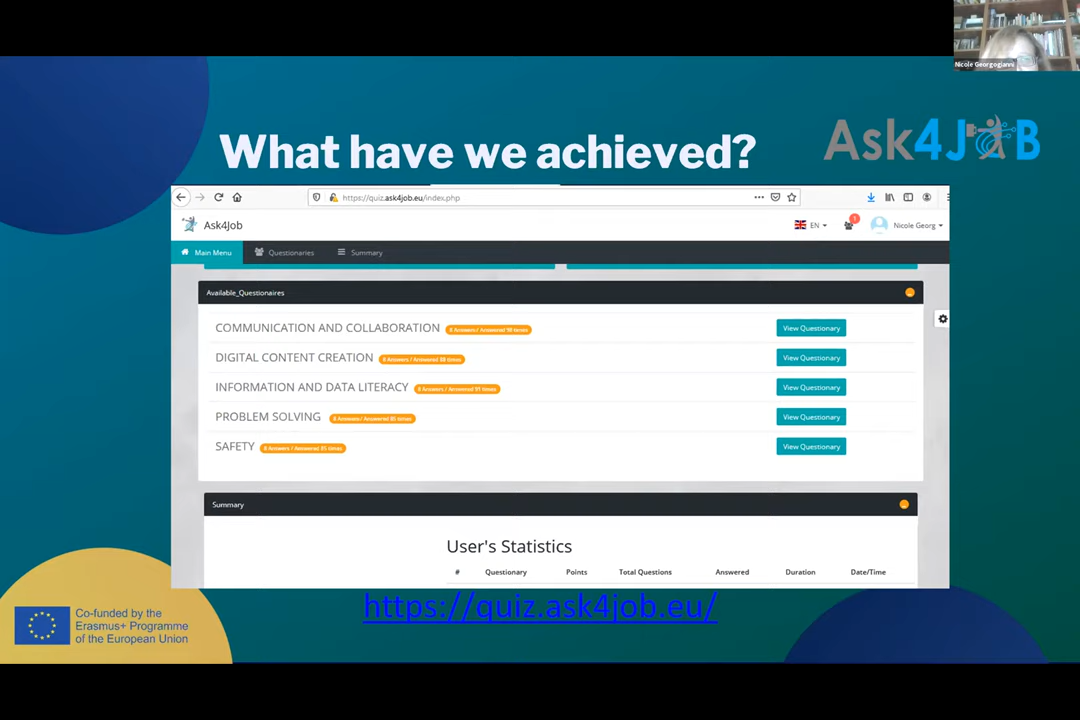 Nicole Georgogianni
What have we achieved?
Ask4JOB
https://quiz.ask4job.eu/index.php
Ask4Job
EN
1
Nicole Georg
Main Menu
Questionaries
Summary
Available_Questionaires
COMMUNICATION AND COLLABORATION
View Questionary
DIGITAL CONTENT CREATION
View Questionary
INFORMATION AND DATA LITERACY
View Questionary
PROBLEM SOLVING
View Questionary
SAFETY
View Questionary
Summary
User's Statistics
# Questionary Points Total Questions Answered Duration Date/Time
https://quiz.ask4job.eu/
Co-funded by the
Erasmus+ Programme
of the European Union